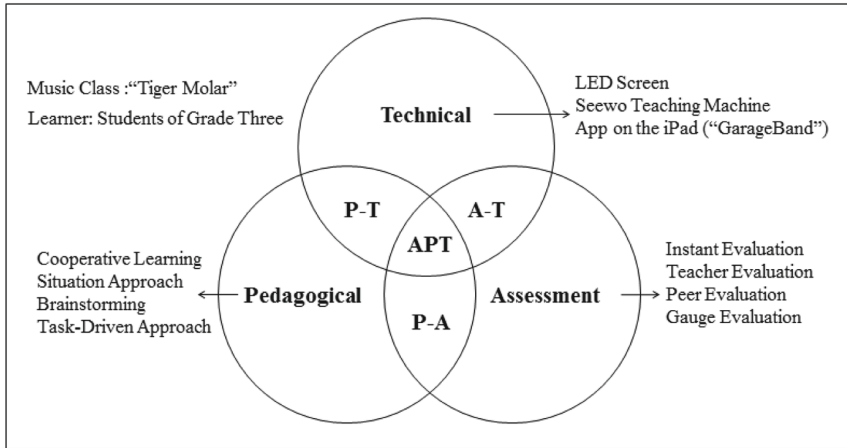 Music Class :“Tiger Molar”
Learner: Students of Grade Three
Technical
LED Screen
Seewo Teaching Machine
App on the iPad (“GarageBand”)
P-T
A-T
APT
Cooperative Learning
Situation Approach
Brainstorming
Task-Driven Approach
Pedagogical
Assessment
Instant Evaluation
Teacher Evaluation
Peer Evaluation
Gauge Evaluation
P-A